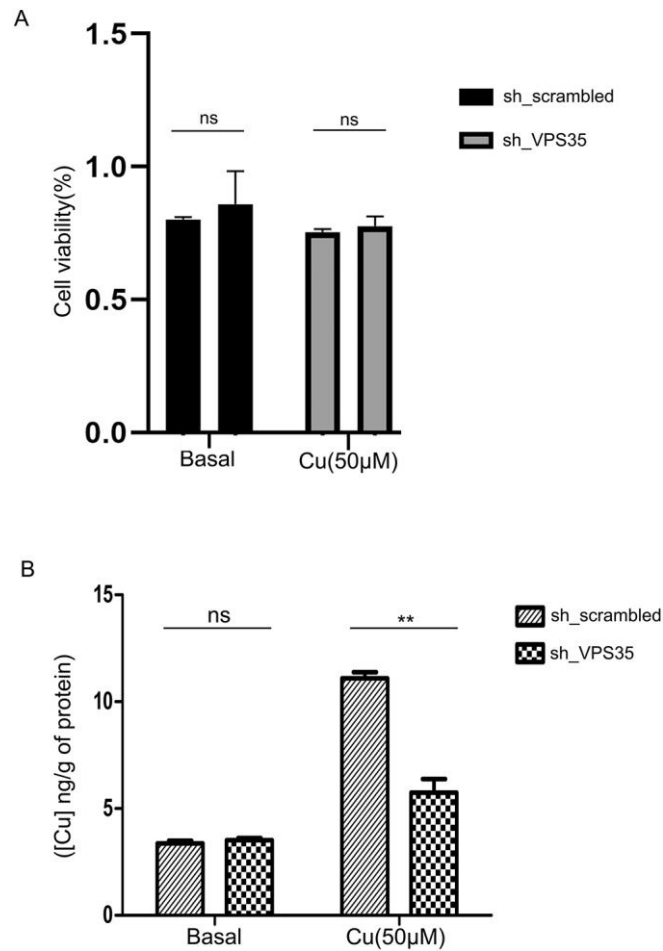 A
1.5
1.0
0.5
0.0
Cell viability(%)
ns
ns
sh_scrambled
sh_VPS35
Basal
Cu(50µM)
B
15
10
5
0
([Cu] ng/g of protein)
ns
**
sh_scrambled
sh_VPS35
Basal
Cu(50µM)